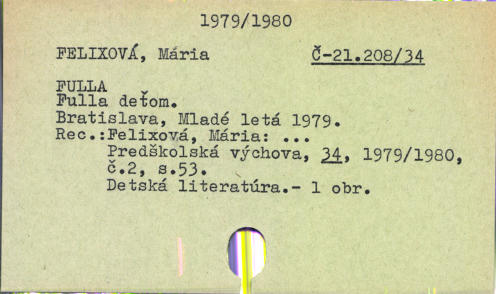 1979/1980
FELIXOVÁ, Mária Č-21.208/34
FULLA
Fulla deťom.
Bratislava, Mladé letá 1979.
Rec.:Felixová, Mária: ...
Predškolská výchova, 34, 1979/1980,
č.2, s.53.
Detská literatúra.- 1 obr.